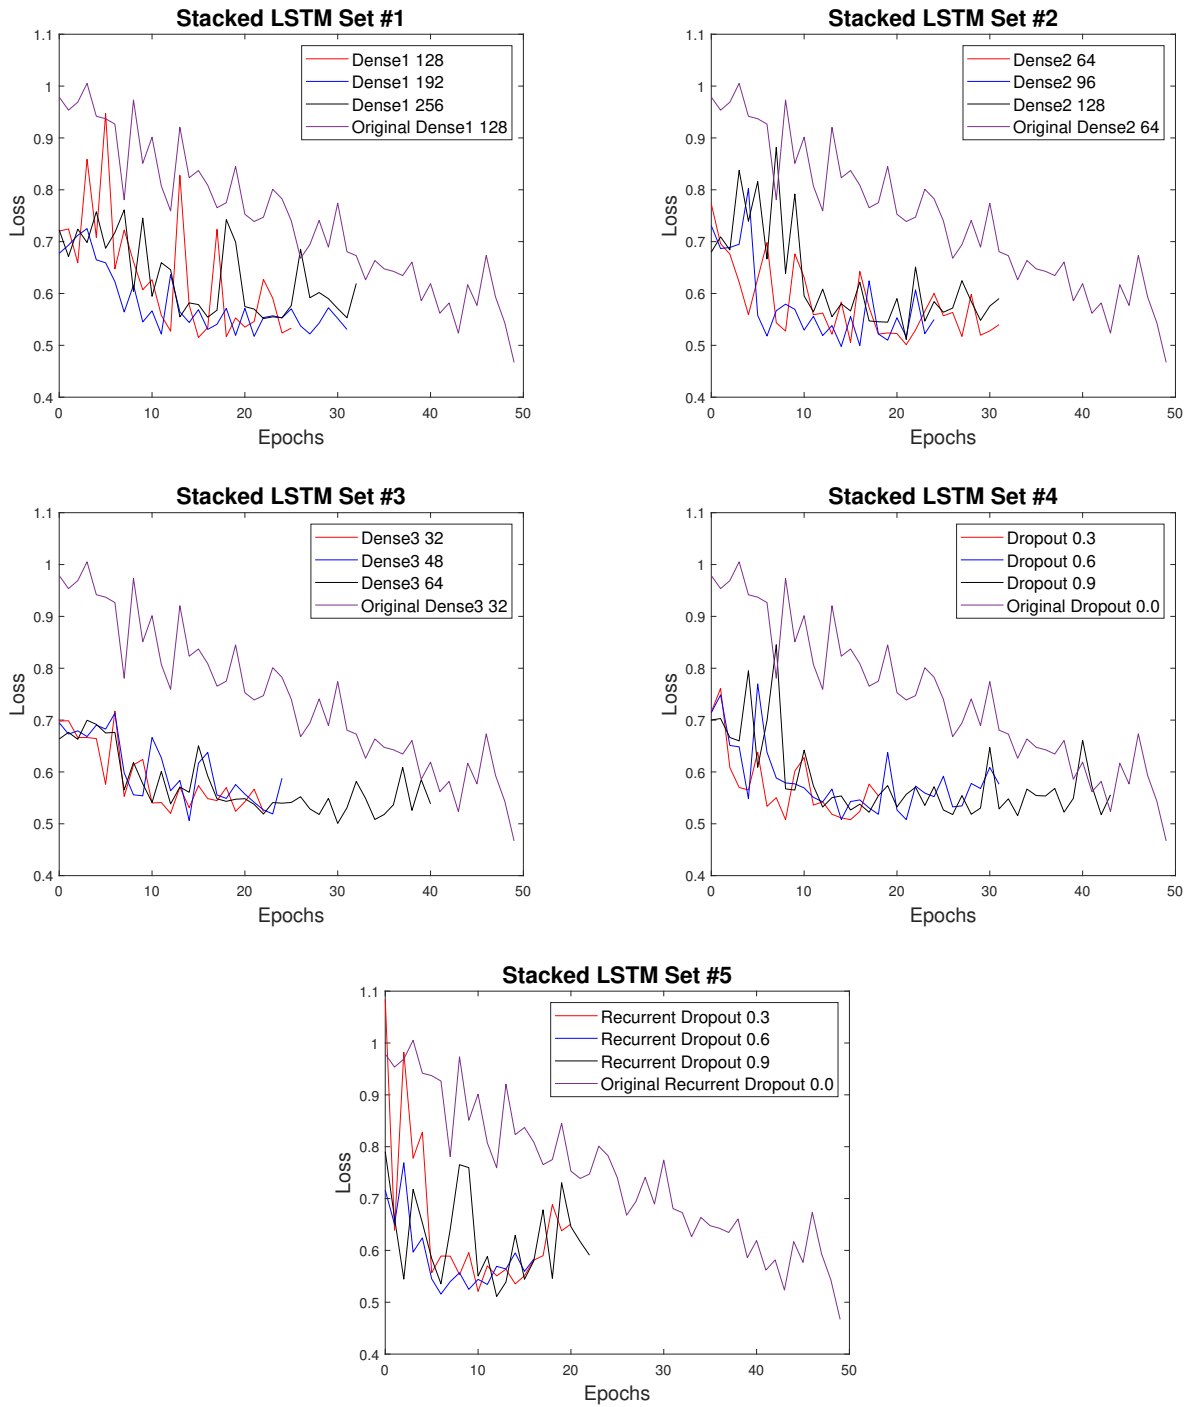 Stacked LSTM Set #1
1.1
1
0.9
0.8
0.7
0.6
0.5
0.4
Loss
Dense1 128
Dense1 192
Dense1 256
Original Dense1 128
0 10 20 30 40 50
Epochs
Stacked LSTM Set #2
1.1
1
0.9
0.8
0.7
0.6
0.5
0.4
Loss
Dense2 64
Dense2 96
Dense2 128
Original Dense2 64
0 10 20 30 40 50
Epochs
Stacked LSTM Set #3
1.1
1
0.9
0.8
0.7
0.6
0.5
0.4
Loss
Dense3 32
Dense3 48
Dense3 64
Original Dense3 32
0 10 20 30 40 50
Epochs
Stacked LSTM Set #4
1.1
1
0.9
0.8
0.7
0.6
0.5
0.4
Loss
Dropout 0.3
Dropout 0.6
Dropout 0.9
Original Dropout 0.0
0 10 20 30 40 50
Epochs
Stacked LSTM Set #5
1.1
1
0.9
0.8
0.7
0.6
0.5
0.4
Loss
Recurrent Dropout 0.3
Recurrent Dropout 0.6
Recurrent Dropout 0.9
Original Recurrent Dropout 0.0
0 10 20 30 40 50
Epochs